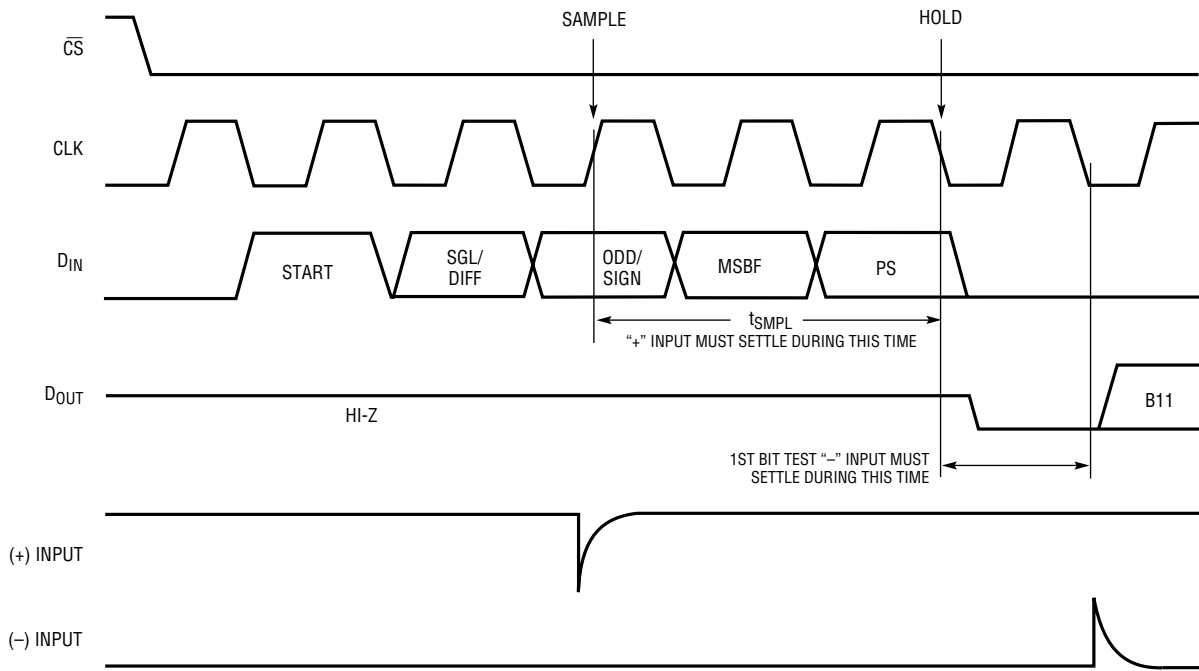 SAMPLE
HOLD
CS
CLK
DIN
START
SGL/
DIFF
ODD/
SIGN
MSBF
PS
tSMPL
“+” INPUT MUST SETTLE DURING THIS TIME
DOUT
HI-Z
B11
1ST BIT TEST “–” INPUT MUST
SETTLE DURING THIS TIME
(+) INPUT
(–) INPUT